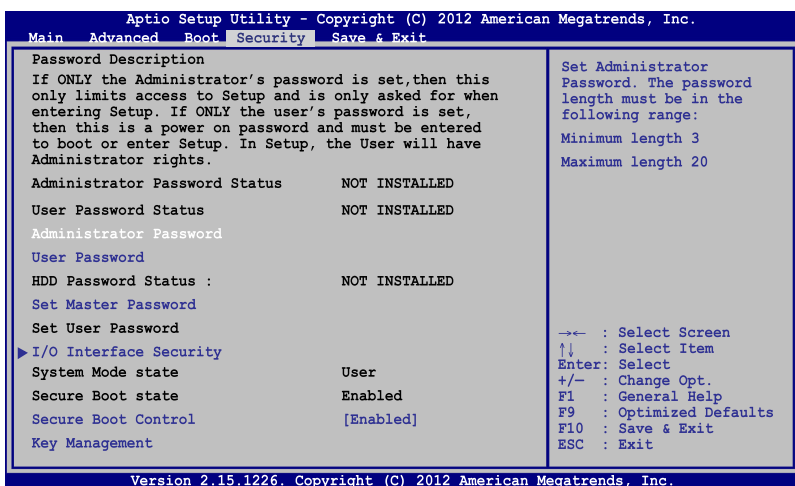 Aptio Setup Utility - Copyright (C) 2012 American Megatrends, Inc.
Main Advanced Boot Security Save & Exit
Password Description
If ONLY the Administrator's password is set,then this
only limits access to Setup and is only asked for when
entering Setup. If ONLY the user's password is set,
then this is a power on password and must be entered
to boot or enter Setup. In Setup, the User will have
Administrator rights.
Administrator Password Status NOT INSTALLED
User Password Status NOT INSTALLED
Administrator Password
User Password
HDD Password Status : NOT INSTALLED
Set Master Password
Set User Password
▶ I/O Interface Security
System Mode state User
Secure Boot state Enabled
Secure Boot Control [Enabled]
Key Management
Set Administrator
Password. The password
length must be in the
following range:
Minimum length 3
Maximum length 20
→← : Select Screen
↑↓ : Select Item
Enter: Select
+/— : Change Opt.
F1 : General Help
F9 : Optimized Defaults
F10 : Save & Exit
ESC : Exit
Version 2.15.1226. Copyright (C) 2012 American Megatrends, Inc.